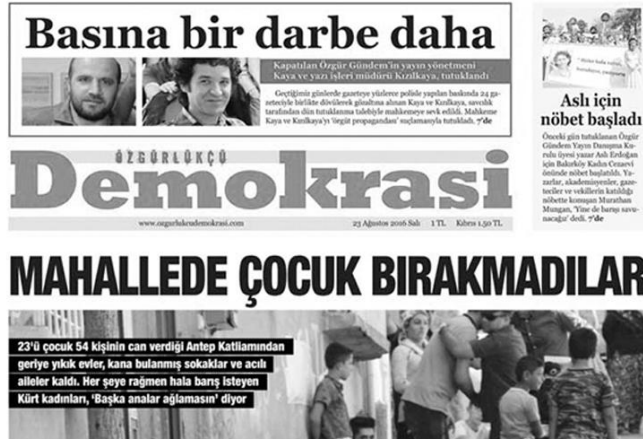 Basına bir darbe daha
Kapatılan Özgür Gündem'in yayın yönetmeni
Kaya ve yazı işleri müdürü Kızılkaya, tutuklandı
Geçtiğimiz günlerde gazeteye yüzlerce polisle yapılan baskında 24 ga-
zeteciyle birlikte dövülerek gözaltına alınan Kaya ve Kızılkaya, savcılık
tarafından dün tutuklanma talebiyle mahkemeye sevk edildi. Mahkeme
Kaya ve Kızılkaya'yı 'örgüt propagandası' suçlamasıyla tutukladı. 7'de
Aslı için
nöbet başladı
Önceki gün tutuklanan Özgür
Gündem Yayın Danışma Ku-
rulu üyesi yazar Aslı Erdoğan
için Bakırköy Kadın Cezaevi
önünde nöbet başlatıldı. Ya-
zarlar, akademisyenler, gaze-
teciler ve vekillerin katıldığı
nöbette konuşan Murathan
Mungan, 'Yine de barışı savu-
nacağız' dedi. 7'de
ÖZGÜRLÜKÇÜ
Demokrasi
www.ozgurlukcudemokrasi.com 23 Ağustos 2016 Salı 1 TL Kıbrıs 1.50 TL
MAHALLEDE ÇOCUK BIRAKMADILAR
23'ü çocuk 54 kişinin can verdiği Antep Katliamından
geriye yıkık evler, kana bulanmış sokaklar ve acılı
aileler kaldı. Her şeye rağmen hala barış isteyen
Kürt kadınları, 'Başka analar ağlamasın' diyor